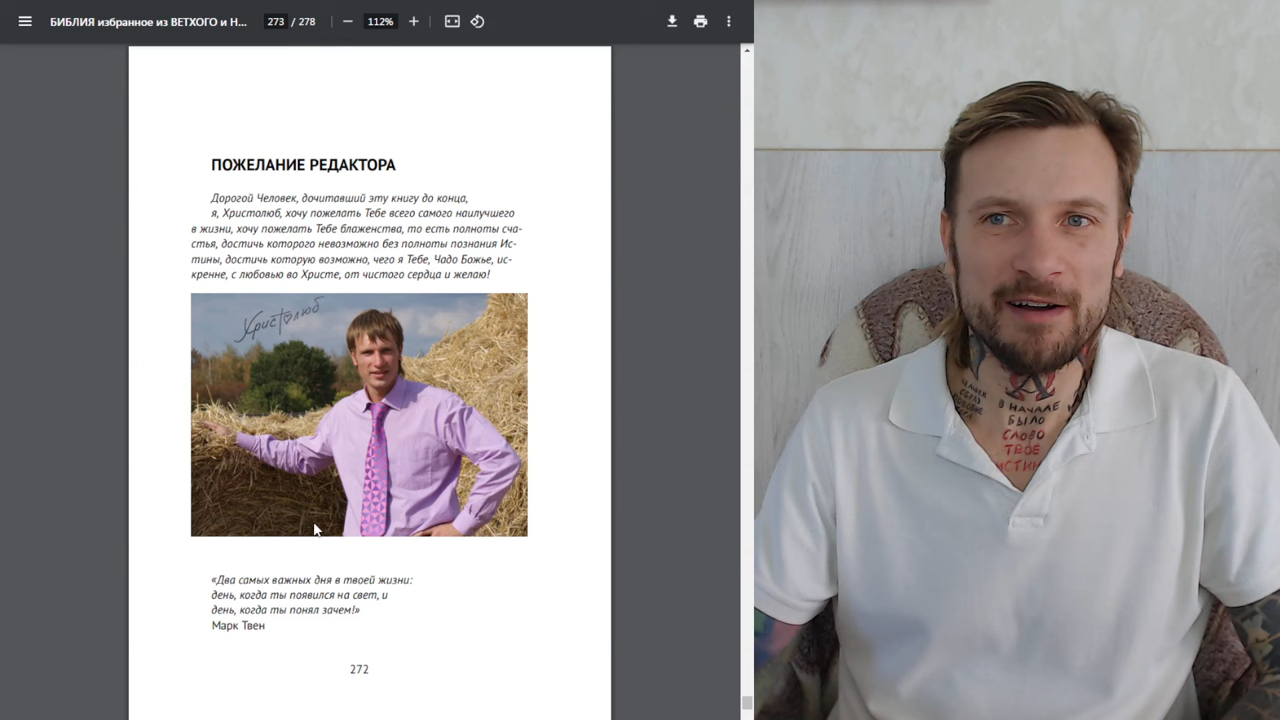 БИБЛИЯ избранное из ВЕТХОГО и Н...
273 / 278
112%
ПОЖЕЛАНИЕ РЕДАКТОРА
Дорогой Человек, дочитавший эту книгу до конца,
я, Христолюб, хочу пожелать Тебе всего самого наилучшего
в жизни, хочу пожелать Тебе блаженства, то есть полноты сча-
стья, достичь которого невозможно без полноты познания Ис-
тины, достичь которую возможно, чего я Тебе, Чадо Божье, ис-
кренне, с любовью во Христе, от чистого сердца и желаю!
Христолюб
«Два самых важных дня в твоей жизни:
день, когда ты появился на свет, и
день, когда ты понял зачем!»
Марк Твен
272
В НАЧАЛЕ
БЫЛО
СЛОВО
ТВОЁ
ИСТИН